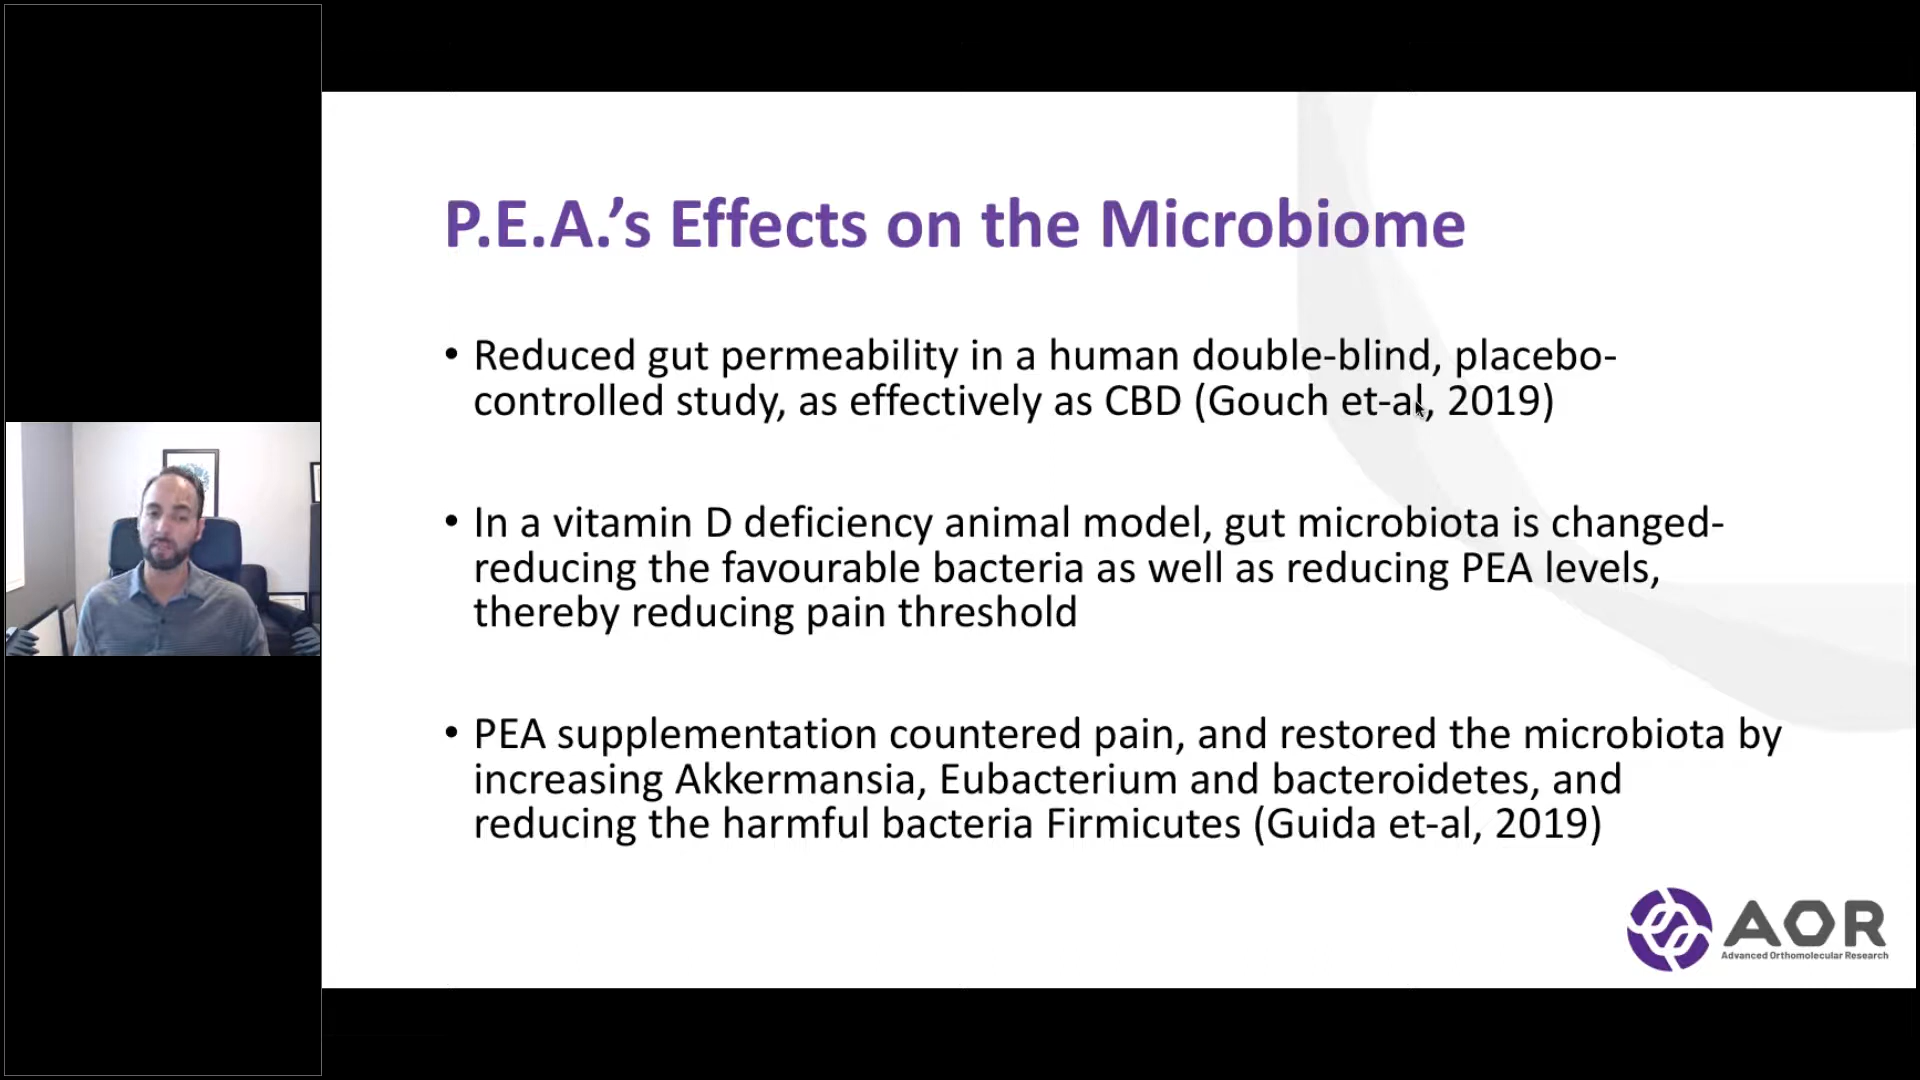 P.E.A.'s Effects on the Microbiome
• Reduced gut permeability in a human double-blind, placebo-
controlled study, as effectively as CBD (Gouch et-al, 2019)
• In a vitamin D deficiency animal model, gut microbiota is changed-
reducing the favourable bacteria as well as reducing PEA levels,
thereby reducing pain threshold
• PEA supplementation countered pain, and restored the microbiota by
increasing Akkermansia, Eubacterium and bacteroidetes, and
reducing the harmful bacteria Firmicutes (Guida et-al, 2019)
AOR
Advanced Orthomolecular Research